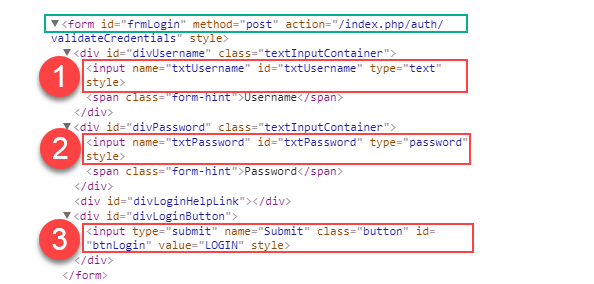 ▼<form id="frmLogin" method="post" action="/index.php/auth/
validateCredentials" style>
▼<div id="divUsername" class="textInputContainer">
1
<input name="txtUsername" id="txtUsername" type="text"
style>
<span class="form-hint">Username</span>
</div>
▼<div id="divPassword" class="textInputContainer">
2
<input name="txtPassword" id="txtPassword" type="password"
style>
<span class="form-hint">Password</span>
</div>
<div id="divLoginHelpLink"></div>
▼<div id="divLoginButton">
3
<input type="submit" name="Submit" class="button" id=
"btnLogin" value="LOGIN" style>
</div>
</form>